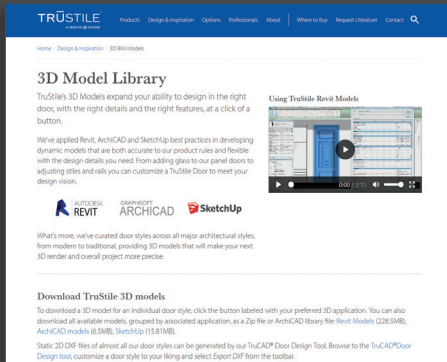 TRŪSTILE
Products Design & Inspiration Options Professionals About Where to Buy Request Literature Contact
Home / Design & Inspiration / 3D BIM Models
3D Model Library
TruStile's 3D Models expand your ability to design in the right
door, with the right details and the right features, at a click of a
button.
We've applied Revit, ArchiCAD and SketchUp best practices in developing
dynamic models that are both accurate to our product rules and flexible
with the design details you need. From adding glass to our panel doors to
adjusting stiles and rails you can customize a TruStile Door to meet your
design vision.
Using TruStile Revit Models
0:00
AUTODESK
REVIT
GRAPHISOFT
ARCHICAD
SketchUp
What's more, we've curated door styles across all major architectural styles,
from modern to traditional, providing 3D models that will make your next
3D render and overall project more precise.
Download TruStile 3D models
To download a 3D model for an individual door style, click the button labeled with your preferred 3D application. You can also
download all available models, grouped by associated application, as a Zip file or ArchiCAD library file: Revit Models (228.5MB),
ArchiCAD models (6.5MB), SketchUp (15.81MB).
Static 2D DXF files of almost all our door styles can be generated by our TruCAD® Door Design Tool. Browse to the TruCAD®Door
Design tool, customize a door style to your liking and select Export DXF from the toolbar.